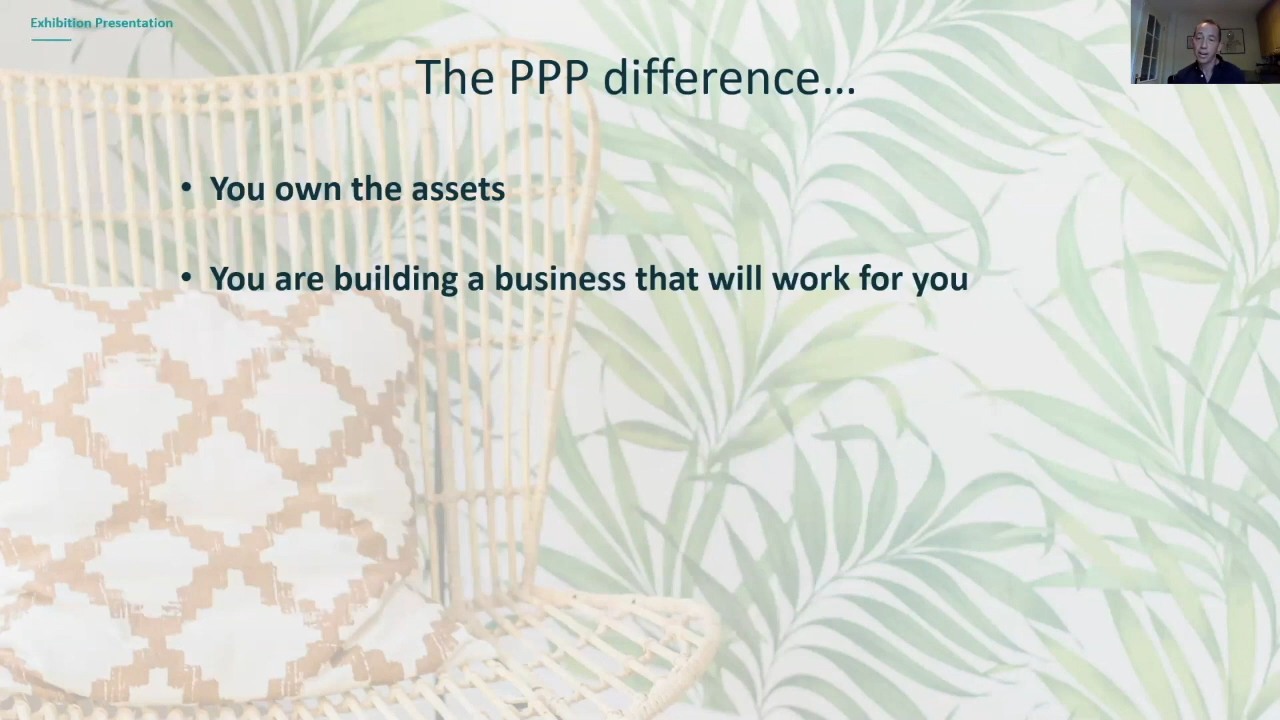 Exhibition Presentation
The PPP difference…
• You own the assets
• You are building a business that will work for you